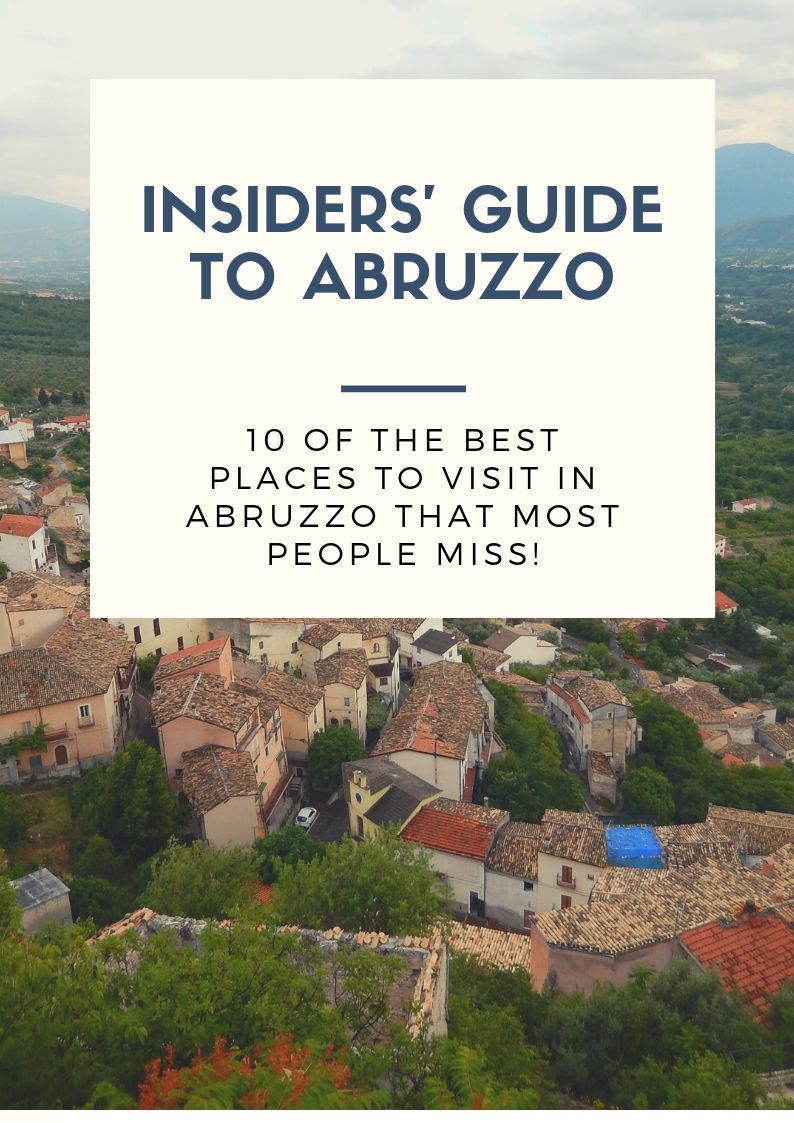 INSIDERS' GUIDE
TO ABRUZZO
10 OF THE BEST
PLACES TO VISIT IN
ABRUZZO THAT MOST
PEOPLE MISS!